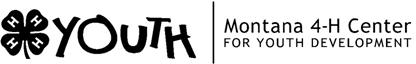 H H H H
YOUTH
Montana 4-H Center
FOR YOUTH DEVELOPMENT